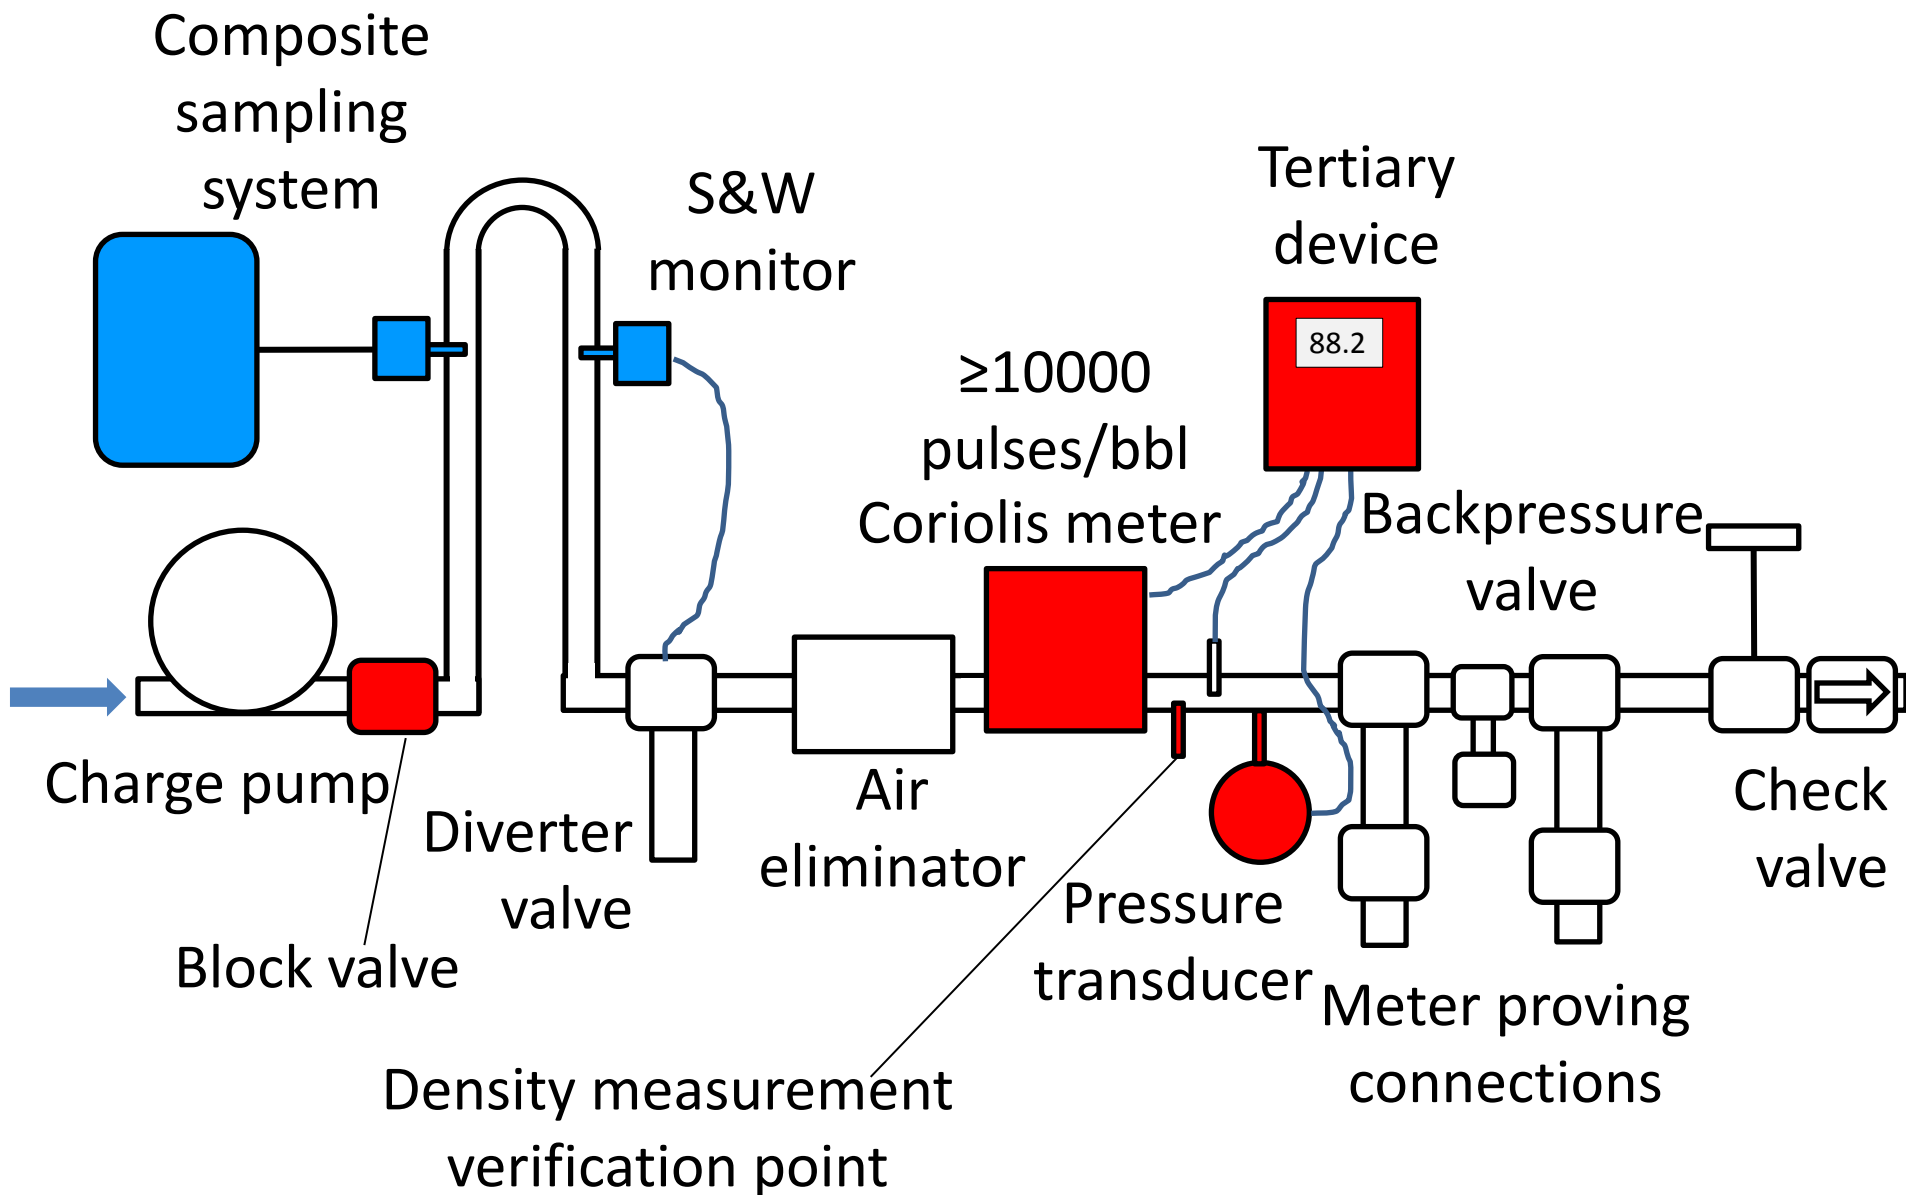 Composite
sampling
system
S&W
monitor
Tertiary
device
88.2
≥10000
pulses/bbl
Coriolis meter
Backpressure
valve
Charge pump
Diverter
valve
Block valve
Air
eliminator
Pressure
transducer
Check
valve
Meter proving
connections
Density measurement
verification point